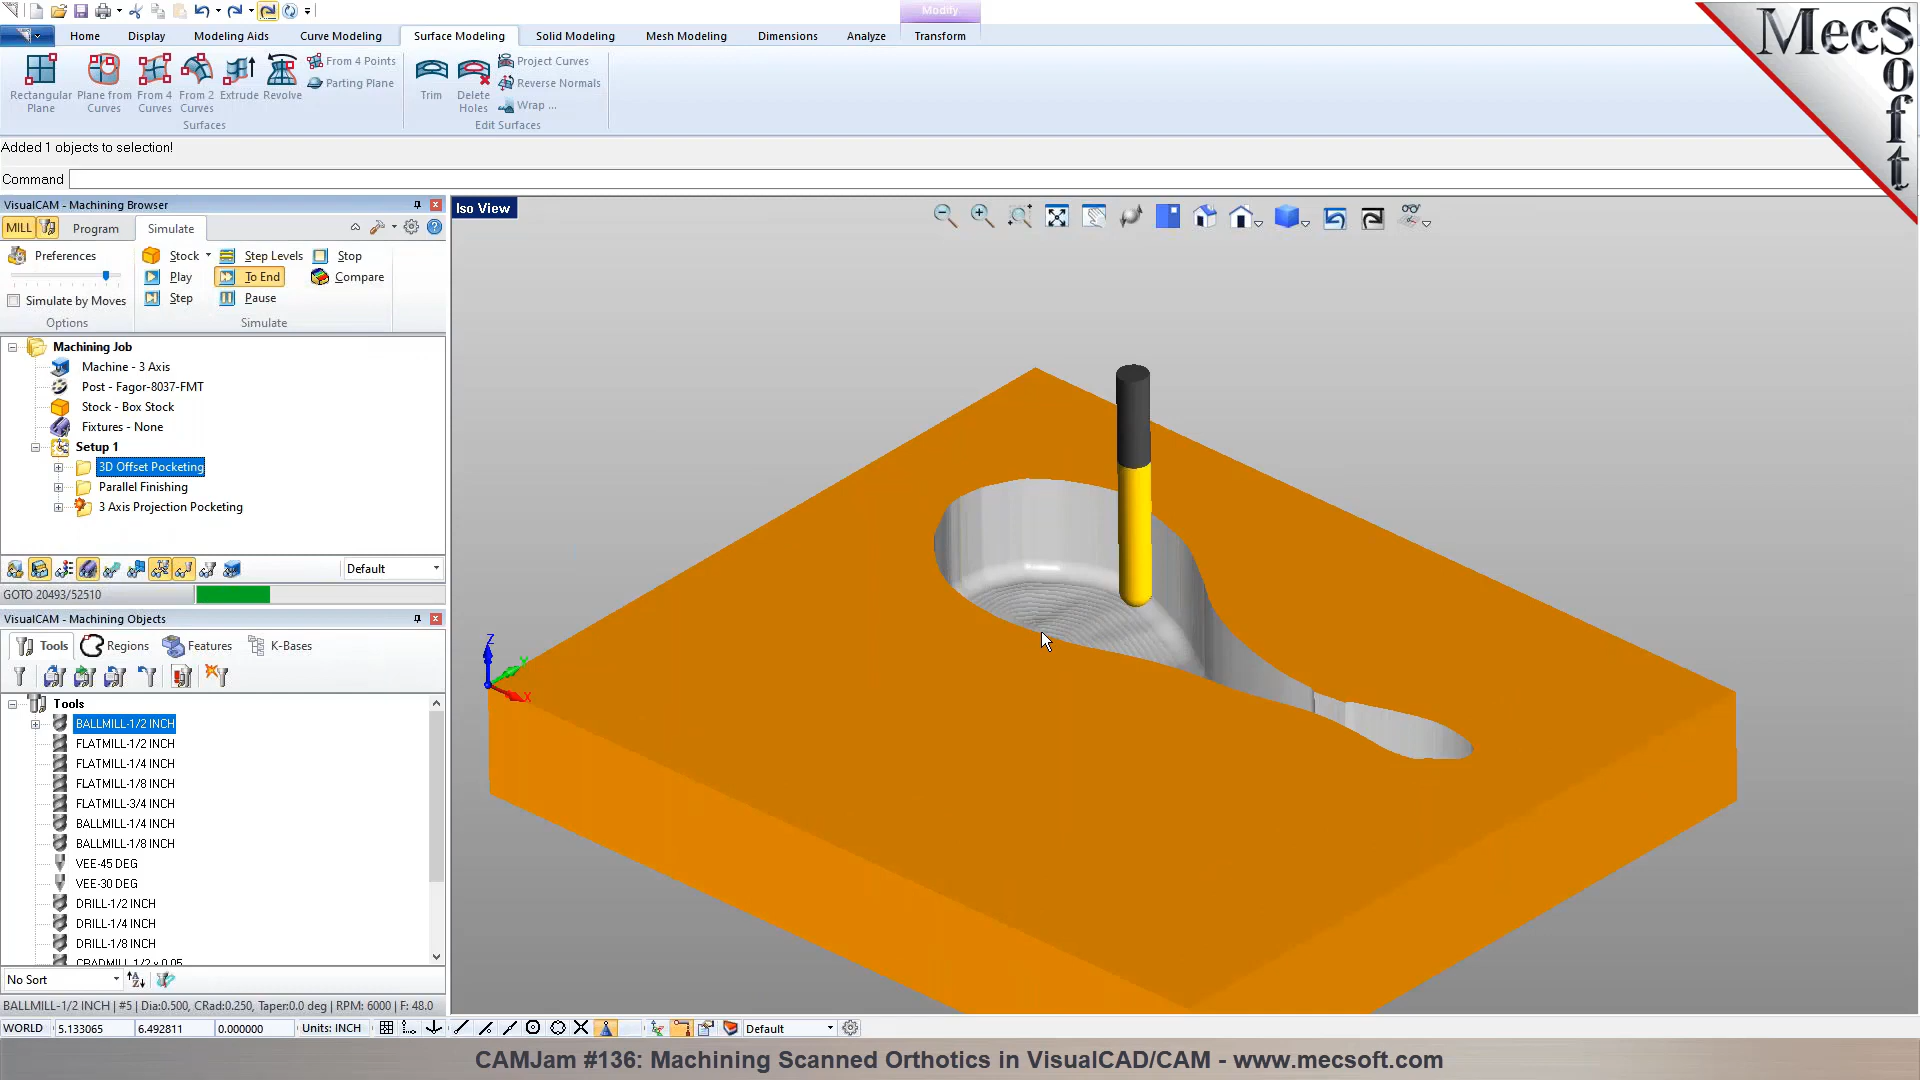 Modify
Home Display Modeling Aids Curve Modeling Surface Modeling Solid Modeling Mesh Modeling Dimensions Analyze Transform
Rectangular Plane
Plane from Curves
From 4 Curves
From 2 Curves
Extrude
Revolve
From 4 Points
Parting Plane
Surfaces
Trim
Delete Holes
Project Curves
Reverse Normals
Wrap ...
Edit Surfaces
MecSoft
Added 1 objects to selection!
Command
VisualCAM - Machining Browser
MILL Program Simulate
Preferences
Simulate by Moves
Options
Stock Step Levels Stop
Play To End Compare
Step Pause
Simulate
Machining Job
Machine - 3 Axis
Post - Fagor-8037-FMT
Stock - Box Stock
Fixtures - None
Setup 1
3D Offset Pocketing
Parallel Finishing
3 Axis Projection Pocketing
Default
GOTO 20493/52510
VisualCAM - Machining Objects
Tools Regions Features K-Bases
Tools
BALLMILL-1/2 INCH
FLATMILL-1/2 INCH
FLATMILL-1/4 INCH
FLATMILL-1/8 INCH
FLATMILL-3/4 INCH
BALLMILL-1/4 INCH
BALLMILL-1/8 INCH
VEE-45 DEG
VEE-30 DEG
DRILL-1/2 INCH
DRILL-1/4 INCH
DRILL-1/8 INCH
CRADMILL 1/2 x 0.05
No Sort
BALLMILL-1/2 INCH | #5 | Dia:0.500, CRad:0.250, Taper:0.0 deg | RPM: 6000 | F: 48.0
Iso View
Z
Y
X
WORLD 5.133065 6.492811 0.000000 Units: INCH Default
CAMJam #136: Machining Scanned Orthotics in VisualCAD/CAM - www.mecsoft.com